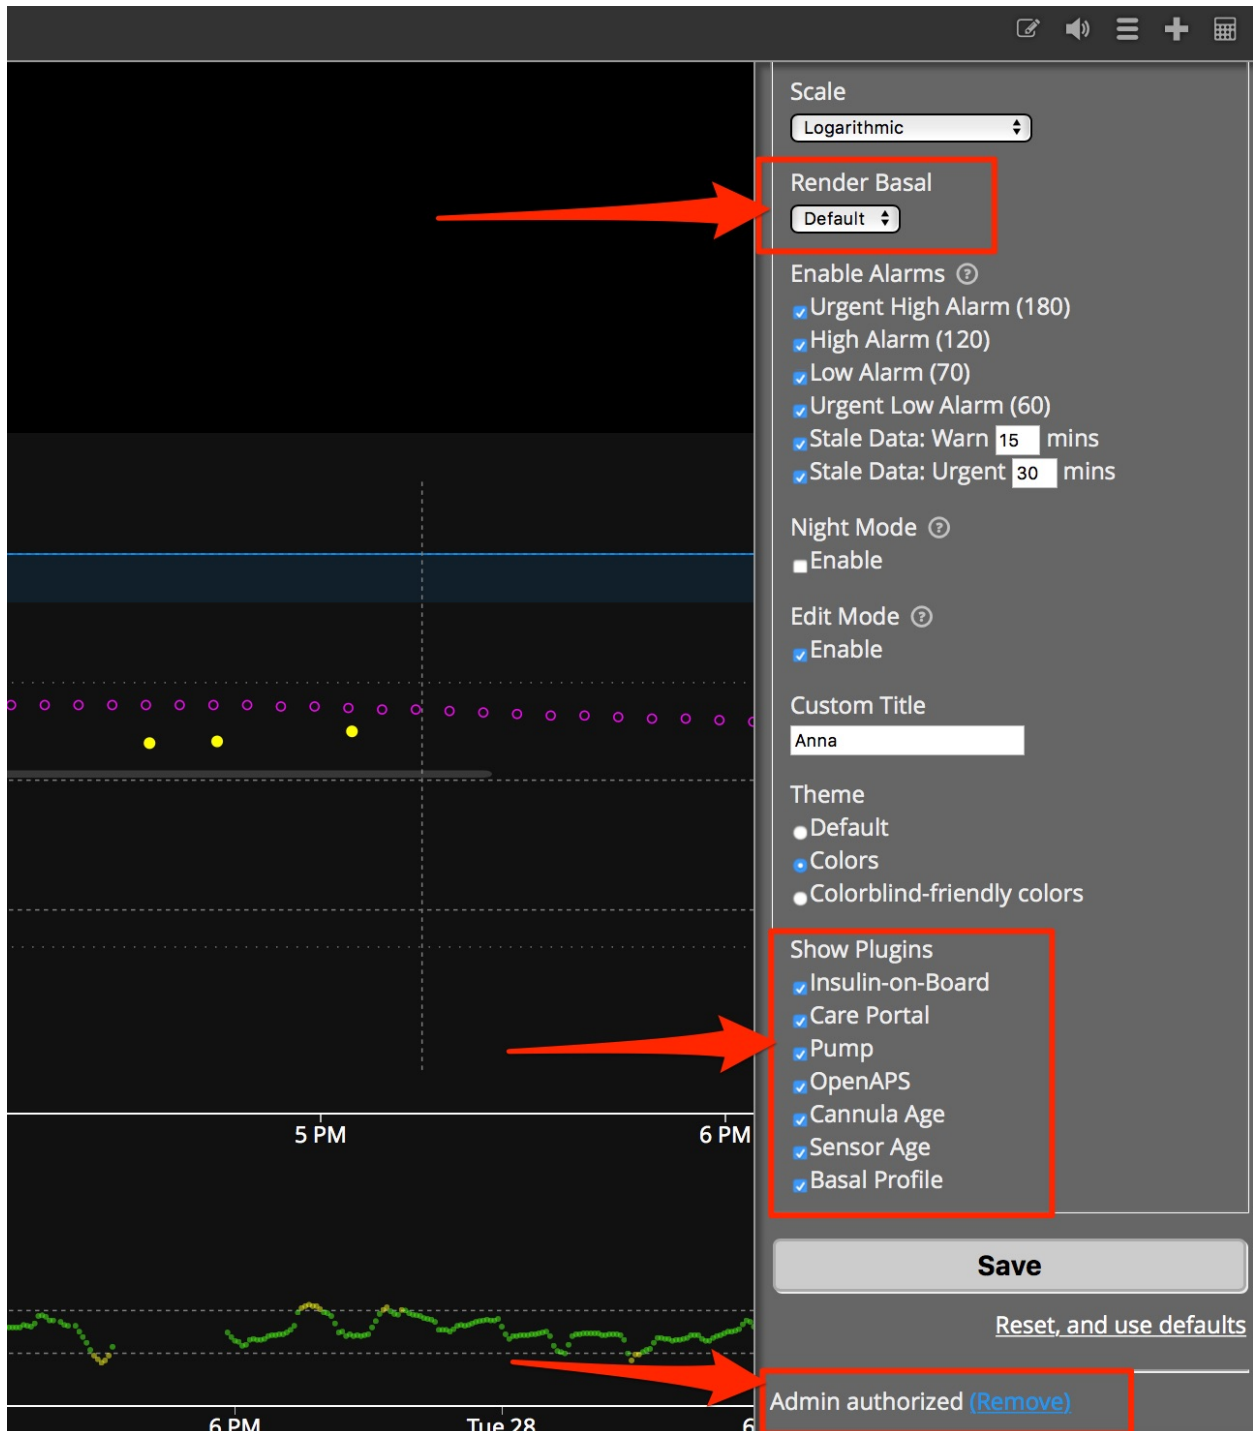 Scale
Logarithmic
Render Basal
Default
Enable Alarms ?
Urgent High Alarm (180)
High Alarm (120)
Low Alarm (70)
Urgent Low Alarm (60)
Stale Data: Warn 15 mins
Stale Data: Urgent 30 mins
Night Mode ?
Enable
Edit Mode ?
Enable
Custom Title
Anna
Theme
Default
Colors
Colorblind-friendly colors
Show Plugins
Insulin-on-Board
Care Portal
Pump
OpenAPS
Cannula Age
Sensor Age
Basal Profile
5 PM 6 PM
Save
Reset, and use defaults
Admin authorized (Remove)
6 PM Tue 28 6